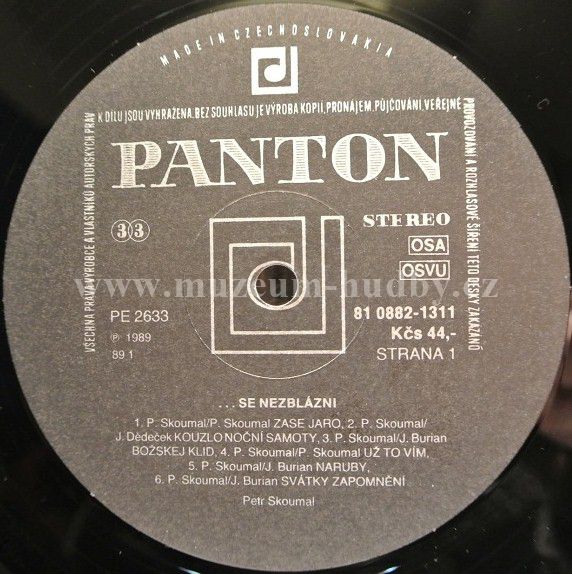 MADE IN CZECHOSLOVAKIA
VŠECHNA PRÁVA VÝROBCE A VLASTNÍKŮ AUTORSKÝCH PRÁV
K DÍLU JSOU VYHRAŽENA. BEZ SOUHLASU JE VÝROBA KOPIÍ, PRONÁJEM, PŮJČOVÁNÍ, VEŘEJNÉ
PROVOZOVÁNÍ A ROZHLASOVÉ ŠÍŘENÍ TÉTO DESKY ZAKÁZÁNO
PANTON
33
STEREO
OSA
OSVU
www.muzeum-hudby.cz
PE 2633
℗ 1989
89 1
81 0882-1311
Kčs 44,-
STRANA 1
...SE NEZBLÁZNI
1. P. Skoumal/P. Skoumal ZASE JARO, 2. P. Skoumal/
J. Dědeček KOUZLO NOČNÍ SAMOTY, 3. P. Skoumal/J. Burian
BOŽSKEJ KLID, 4. P. Skoumal/P. Skoumal UŽ TO VÍM,
5. P. Skoumal/J. Burian NARUBY,
6. P. Skoumal/J. Burian SVÁTKY ZAPOMNĚNÍ
Petr Skoumal